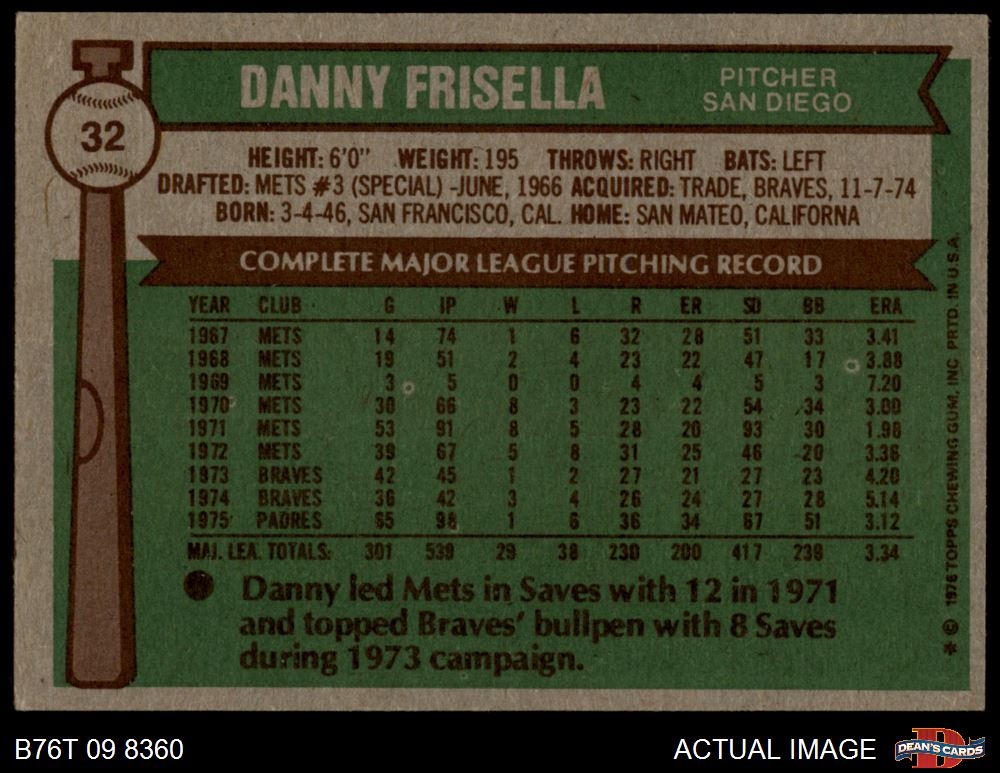 DANNY FRISELLA
PITCHER
SAN DIEGO
32
HEIGHT: 6'0" WEIGHT: 195 THROWS: RIGHT BATS: LEFT
DRAFTED: METS #3 (SPECIAL) -JUNE, 1966 ACQUIRED: TRADE, BRAVES, 11-7-74
BORN: 3-4-46, SAN FRANCISCO, CAL. HOME: SAN MATEO, CALIFORNA
COMPLETE MAJOR LEAGUE PITCHING RECORD
YEAR CLUB G IP W L R ER SO BB ERA
1967 METS 14 74 1 6 32 28 51 33 3.41
1968 METS 19 51 2 4 23 22 47 17 3.88
1969 METS 3 5 0 0 4 4 5 3 7.20
1970 METS 30 66 8 3 23 22 54 34 3.00
1971 METS 53 91 8 5 28 20 93 30 1.98
1972 METS 39 67 5 8 31 25 46 20 3.36
1973 BRAVES 42 45 1 2 27 21 27 23 4.20
1974 BRAVES 36 42 3 4 26 24 27 28 5.14
1975 PADRES 65 98 1 6 36 34 67 51 3.12
MAJ. LEA. TOTALS: 301 539 29 38 230 200 417 239 3.34
Danny led Mets in Saves with 12 in 1971
and topped Braves' bullpen with 8 Saves
during 1973 campaign.
* © 1976 TOPPS CHEWING GUM, INC. PRTD. IN U.S.A.
B76T 09 8360
ACTUAL IMAGE
D
DEAN'S CARDS